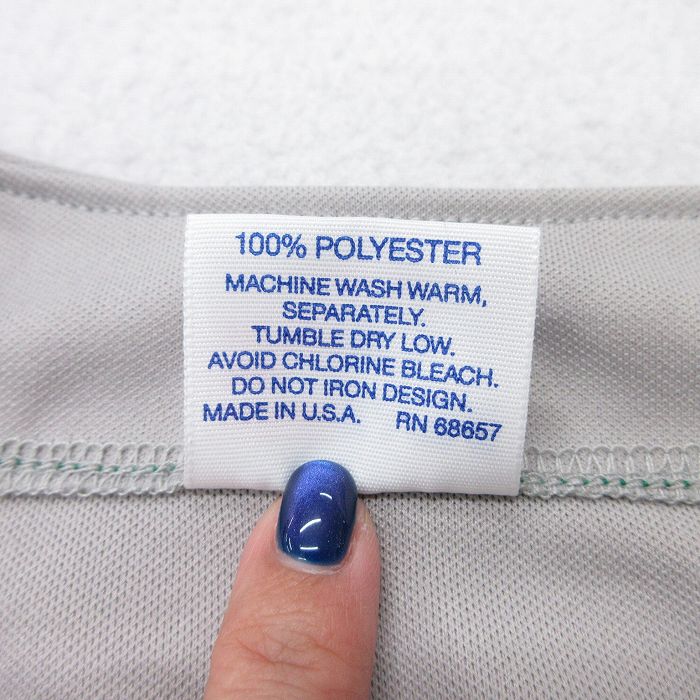 100% POLYESTER
MACHINE WASH WARM,
SEPARATELY.
TUMBLE DRY LOW.
AVOID CHLORINE BLEACH.
DO NOT IRON DESIGN.
MADE IN U.S.A. RN 68657